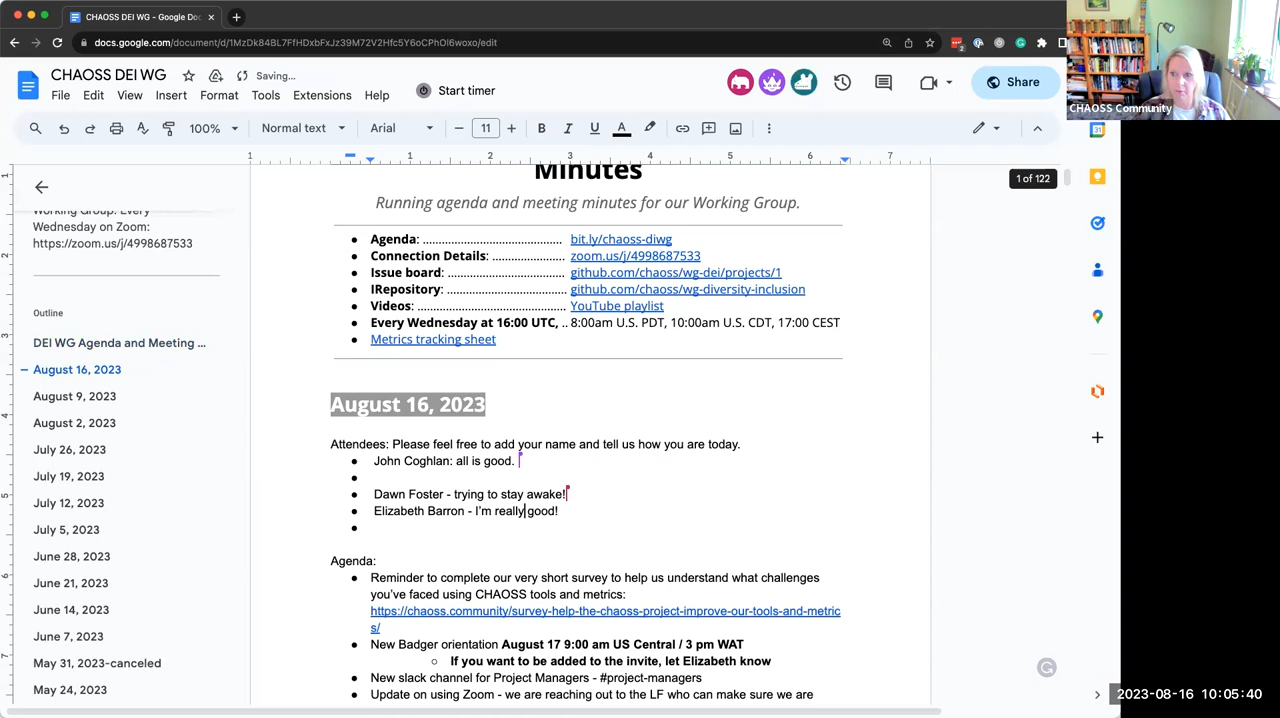 CHAOSS DEI WG - Google Doc
docs.google.com/document/d/1MzDk84BL7FfHDxbFxJz39M72V2Hfc5Y6oCPhOl6woxo/edit
CHAOSS DEI WG
Saving...
File Edit View Insert Format Tools Extensions Help
Start timer
Share
CHAOSS Community
100% Normal text Arial 11
1 1 2 3 4 5 6 7
1 of 122
Working Group: Every
Wednesday on Zoom:
https://zoom.us/j/4998687533
Outline
DEI WG Agenda and Meeting ...
August 16, 2023
August 9, 2023
August 2, 2023
July 26, 2023
July 19, 2023
July 12, 2023
July 5, 2023
June 28, 2023
June 21, 2023
June 14, 2023
June 7, 2023
May 31, 2023-canceled
May 24, 2023
Minutes
Running agenda and meeting minutes for our Working Group.
Agenda: ................................... bit.ly/chaoss-diwg
Connection Details: .................. zoom.us/j/4998687533
Issue board: ............................. github.com/chaoss/wg-dei/projects/1
IRepository: ............................. github.com/chaoss/wg-diversity-inclusion
Videos: ..................................... YouTube playlist
Every Wednesday at 16:00 UTC, .. 8:00am U.S. PDT, 10:00am U.S. CDT, 17:00 CEST
Metrics tracking sheet
August 16, 2023
Attendees: Please feel free to add your name and tell us how you are today.
John Coghlan: all is good.
Dawn Foster - trying to stay awake!
Elizabeth Barron - I'm really good!
Agenda:
Reminder to complete our very short survey to help us understand what challenges
you've faced using CHAOSS tools and metrics:
https://chaoss.community/survey-help-the-chaoss-project-improve-our-tools-and-metric
s/
New Badger orientation August 17 9:00 am US Central / 3 pm WAT
If you want to be added to the invite, let Elizabeth know
New slack channel for Project Managers - #project-managers
Update on using Zoom - we are reaching out to the LF who can make sure we are
2023-08-16 10:05:40